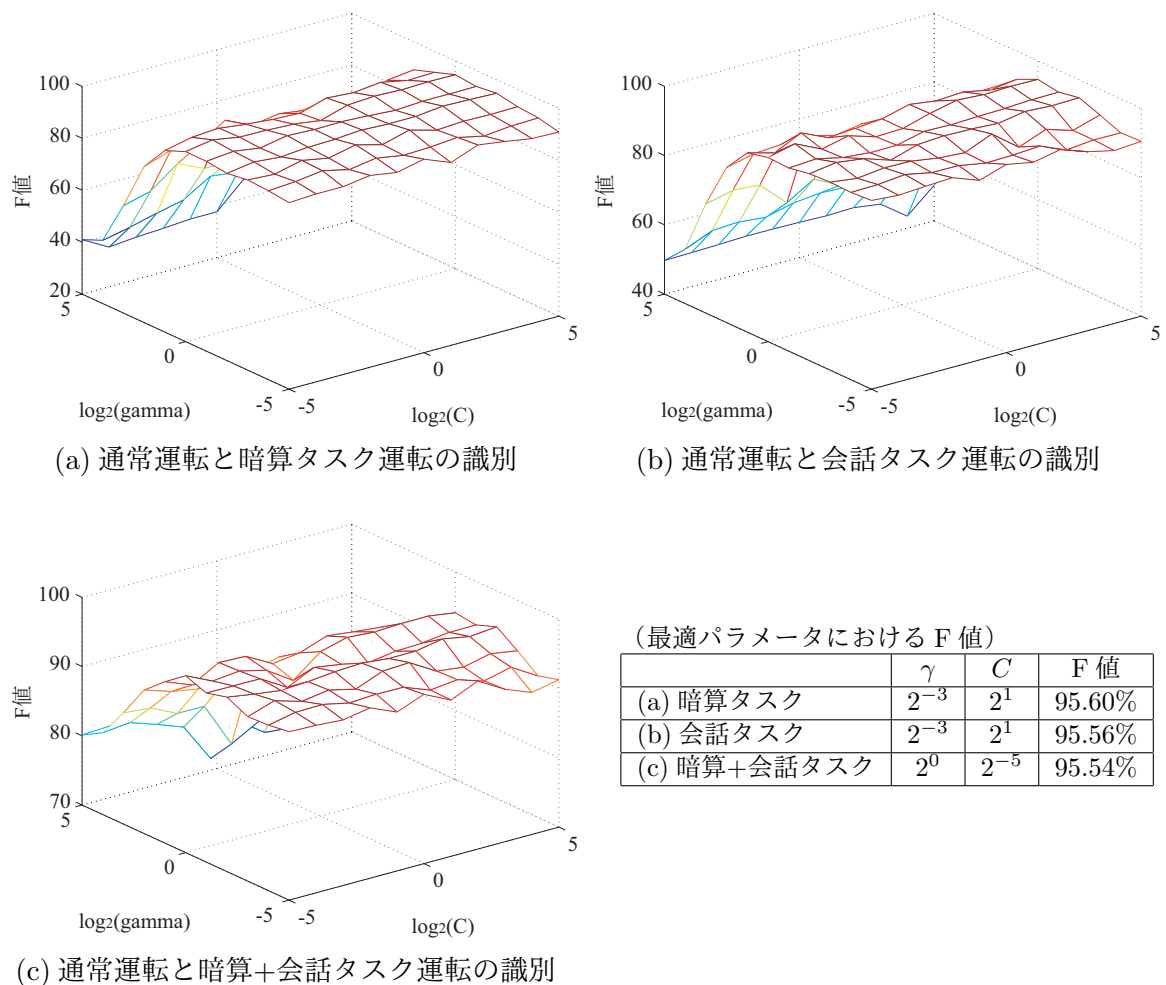 100
80
60
40
20
F値
5
0
-5
log2(gamma)
-5
0
5
log2(C)
(a) 通常運転と暗算タスク運転の識別
100
80
60
40
F値
5
0
-5
log2(gamma)
-5
0
5
log2(C)
(b) 通常運転と会話タスク運転の識別
100
90
80
70
F値
5
0
-5
log2(gamma)
-5
0
5
log2(C)
(c) 通常運転と暗算+会話タスク運転の識別
(最適パラメータにおける F 値)
γ C F 値
(a) 暗算タスク 2^-3 2^1 95.60%
(b) 会話タスク 2^-3 2^1 95.56%
(c) 暗算+会話タスク 2^0 2^-5 95.54%